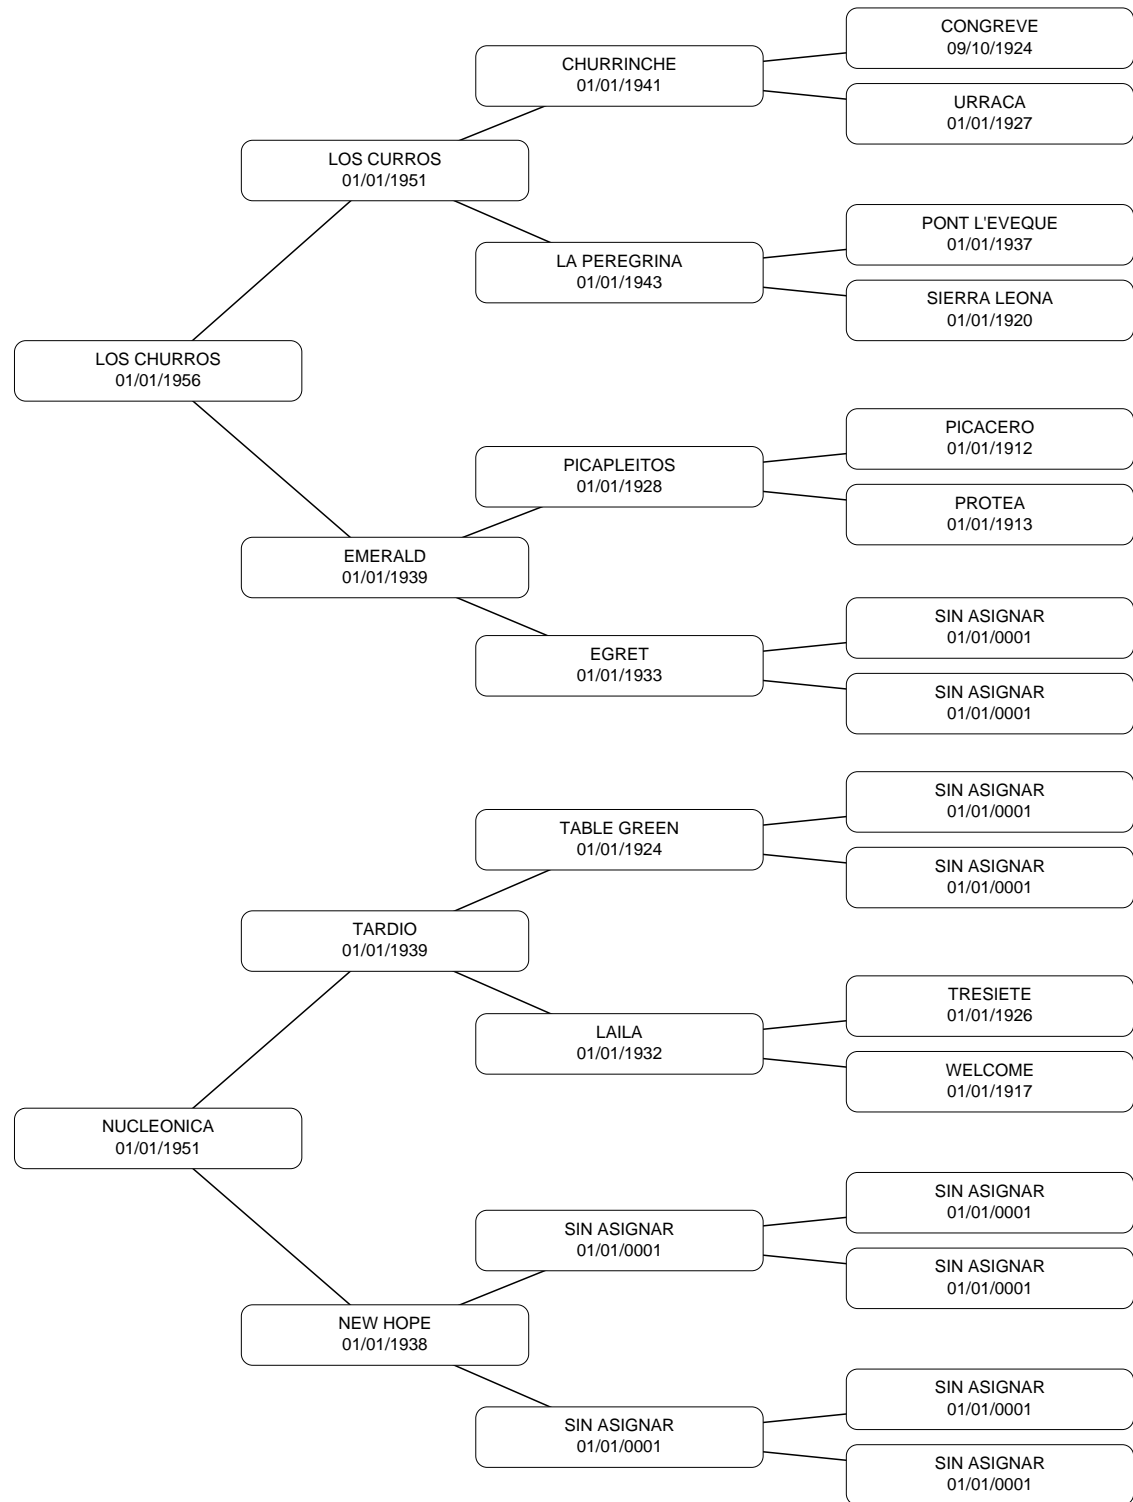 CONGREVE
09/10/1924
CHURRINCHE
01/01/1941
URRACA
01/01/1927
LOS CURROS
01/01/1951
PONT L'EVEQUE
01/01/1937
LA PEREGRINA
01/01/1943
SIERRA LEONA
01/01/1920
LOS CHURROS
01/01/1956
PICACERO
01/01/1912
PICAPLEITOS
01/01/1928
PROTEA
01/01/1913
EMERALD
01/01/1939
SIN ASIGNAR
01/01/0001
EGRET
01/01/1933
SIN ASIGNAR
01/01/0001
SIN ASIGNAR
01/01/0001
TABLE GREEN
01/01/1924
SIN ASIGNAR
01/01/0001
TARDIO
01/01/1939
TRESIETE
01/01/1926
LAILA
01/01/1932
WELCOME
01/01/1917
NUCLEONICA
01/01/1951
SIN ASIGNAR
01/01/0001
SIN ASIGNAR
01/01/0001
SIN ASIGNAR
01/01/0001
NEW HOPE
01/01/1938
SIN ASIGNAR
01/01/0001
SIN ASIGNAR
01/01/0001
SIN ASIGNAR
01/01/0001